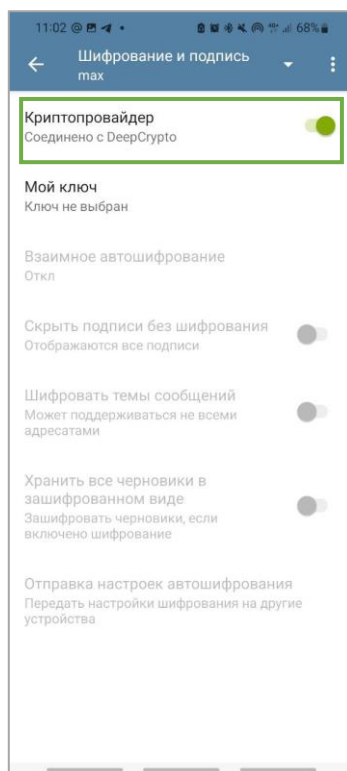 11:02
68%
Шифрование и подпись
max
Криптопровайдер
Соединено с DeepCrypto
Мой ключ
Ключ не выбран
Взаимное автошифрование
Откл
Скрыть подписи без шифрования
Отображаются все подписи
Шифровать темы сообщений
Может поддерживаться не всеми
адресатами
Хранить все черновики в
зашифрованном виде
Зашифровать черновики, если
включено шифрование
Отправка настроек автошифрования
Передать настройки шифрования на другие
устройства